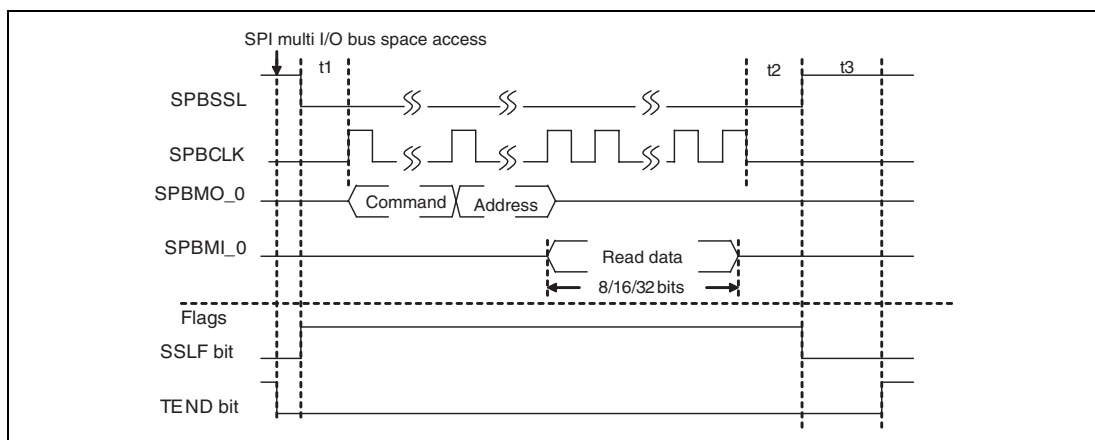 SPI multi I/O bus space access
t1
t2
t3
SPBSSL
SPBCLK
SPBMO_0
Command
Address
SPBMI_0
Read data
8/16/32 bits
Flags
SSLF bit
TEND bit